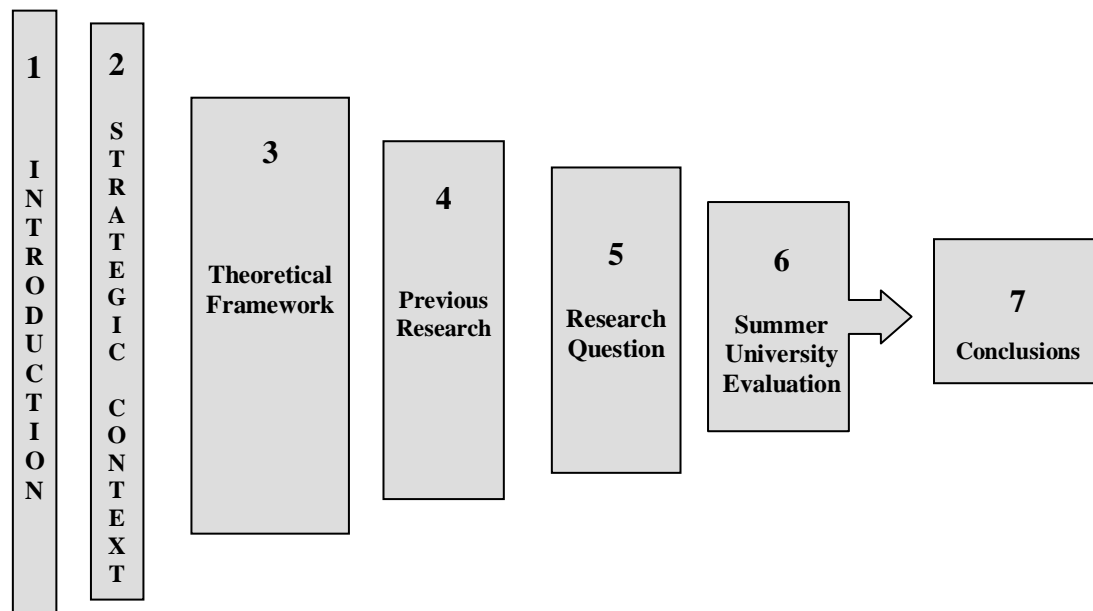 1
INTRODUCTION
2
STRATEGIC CONTEXT
3
Theoretical
Framework
4
Previous
Research
5
Research
Question
6
Summer
University
Evaluation
7
Conclusions